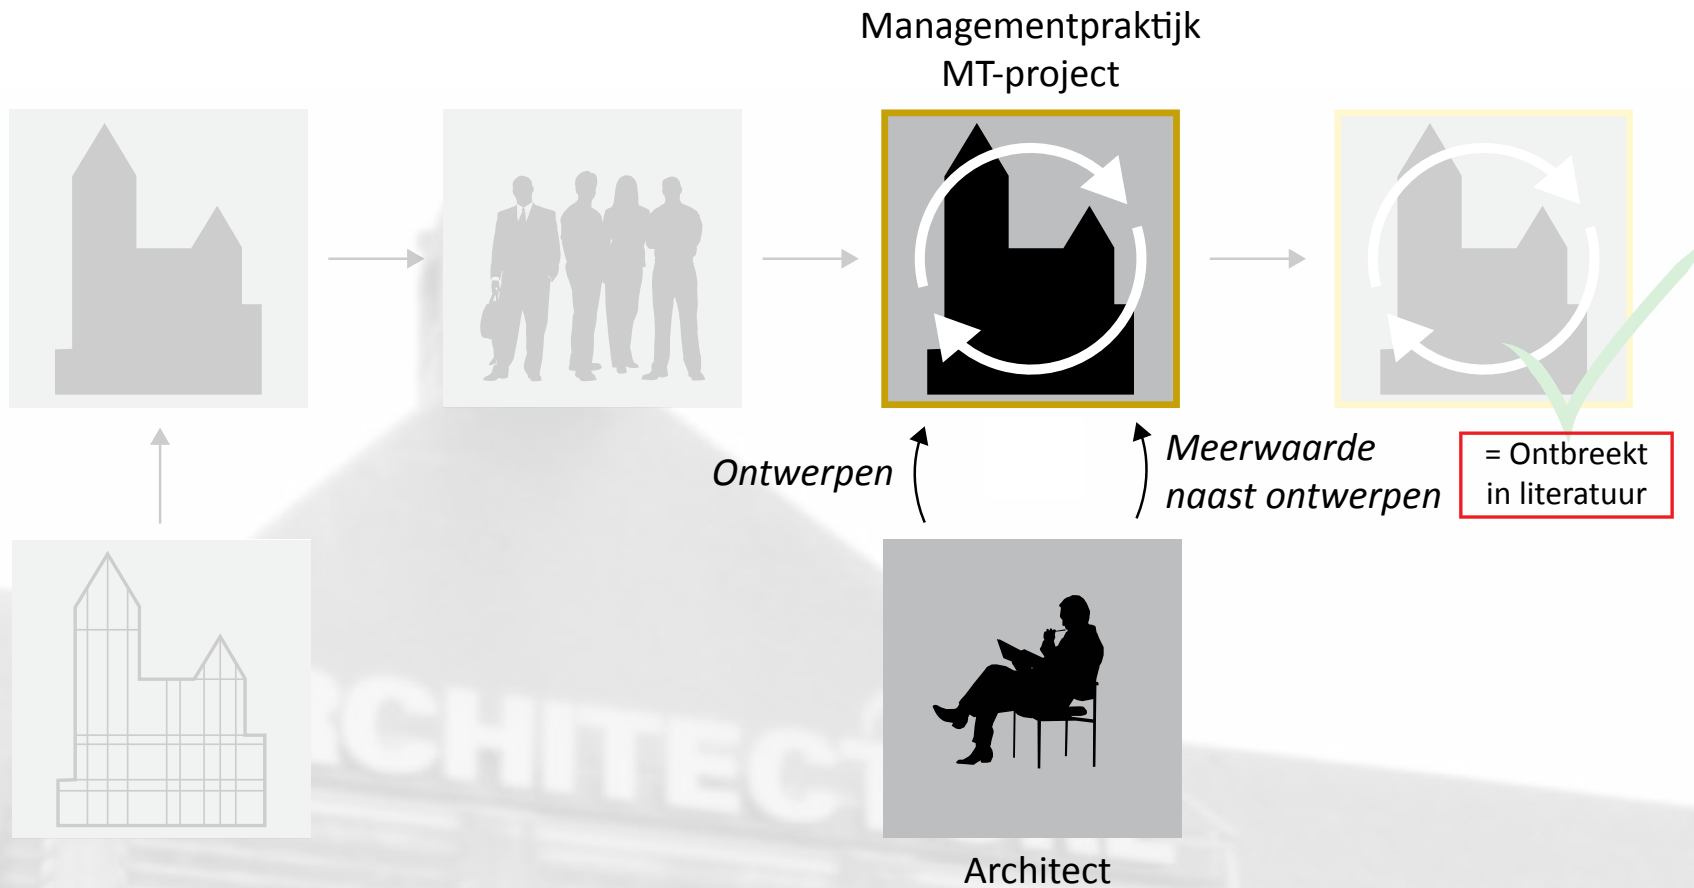 Managementpraktijk
MT-project
Ontwerpen
Meerwaarde
naast ontwerpen
= Ontbreekt
in literatuur
Architect